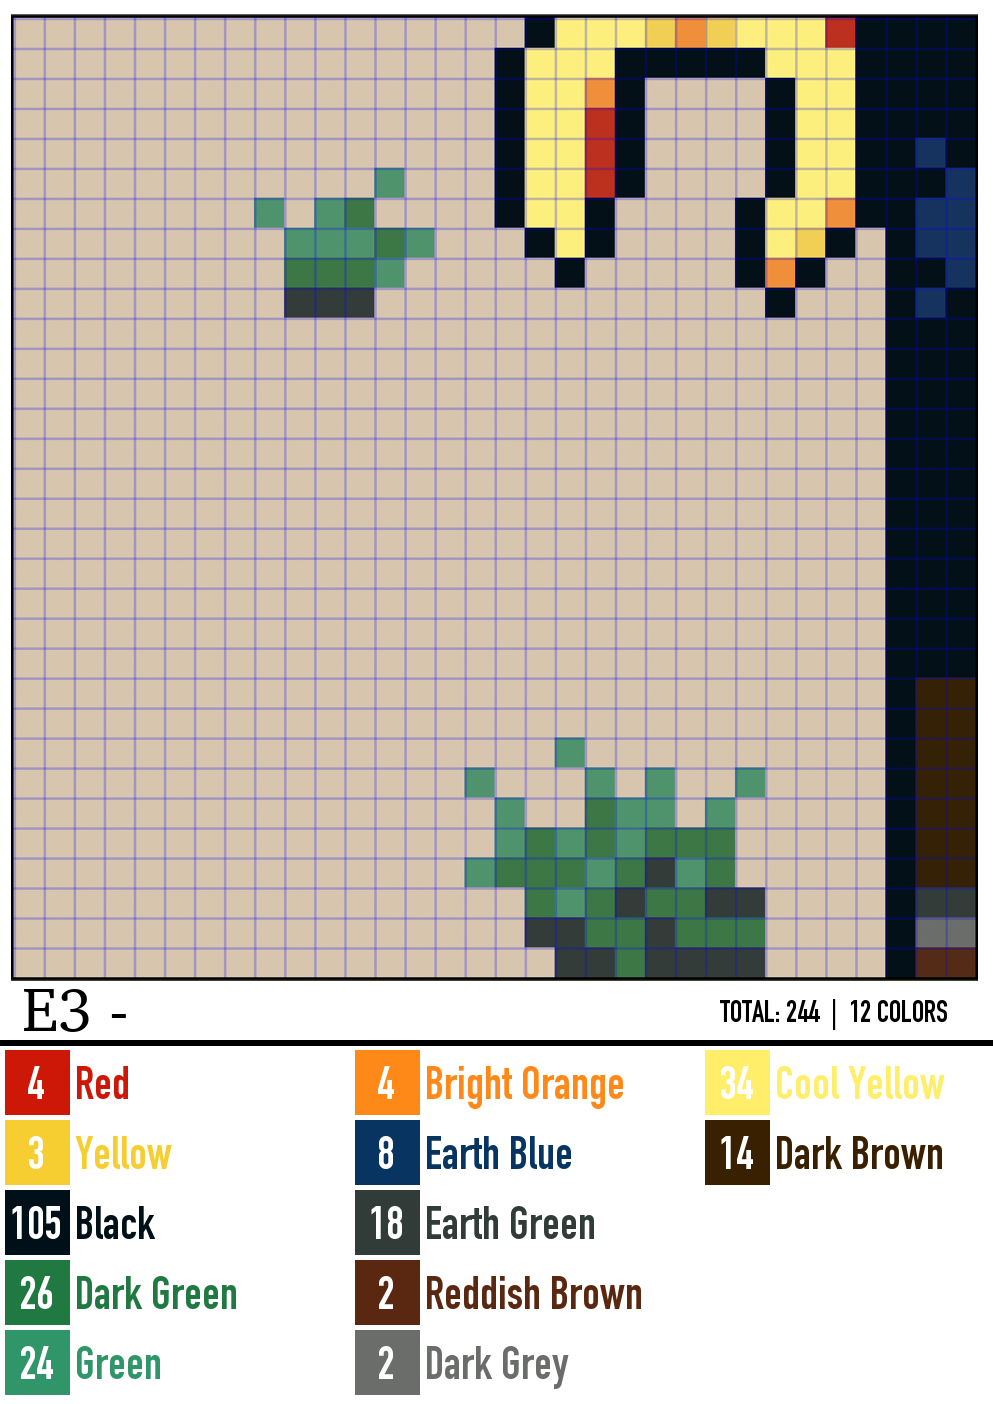 E3 -
TOTAL: 244 | 12 COLORS
4 Red
4 Bright Orange
34 Cool Yellow
3 Yellow
8 Earth Blue
14 Dark Brown
105 Black
18 Earth Green
26 Dark Green
2 Reddish Brown
24 Green
2 Dark Grey